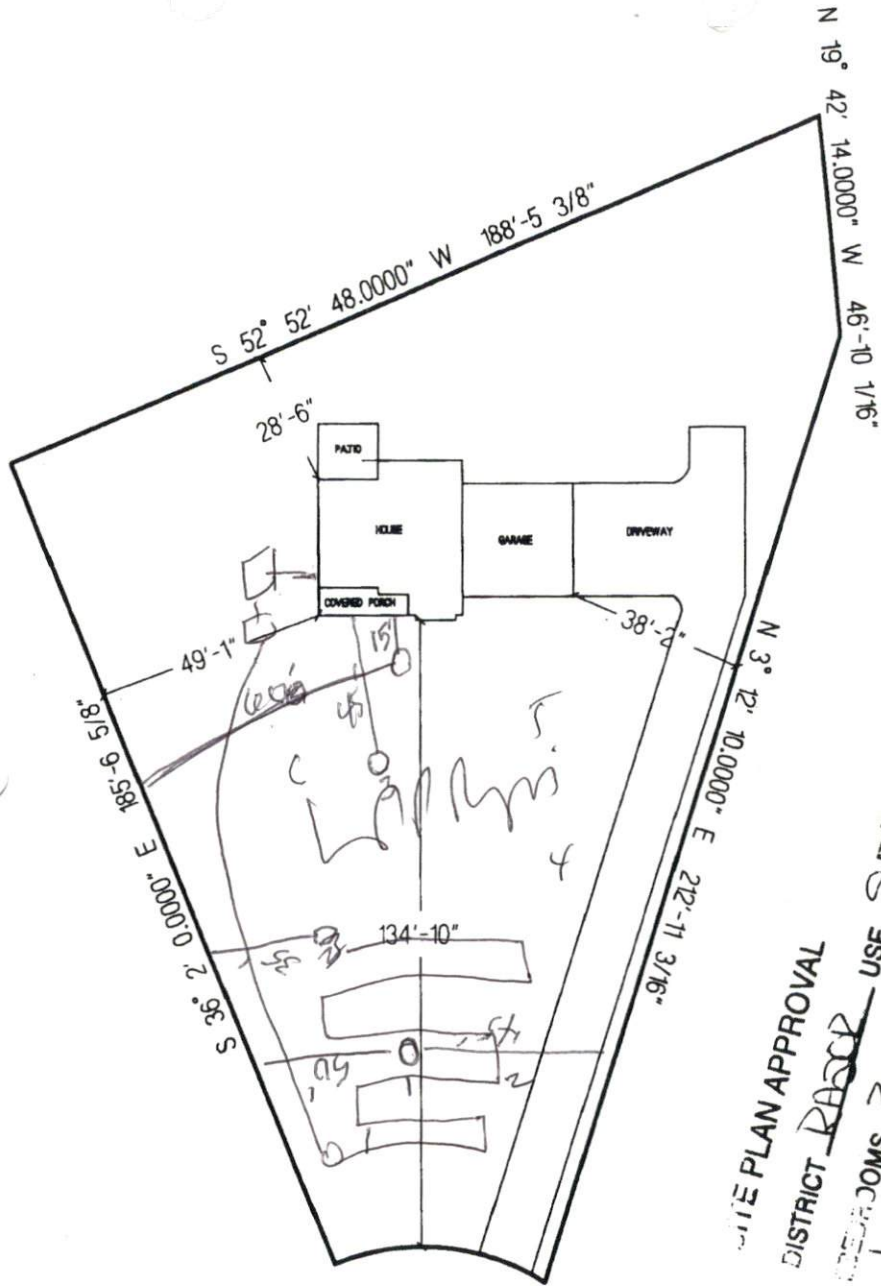 N 19° 42' 14.0000" W 46'-10 1/16"
S 52° 52' 48.0000" W 188'-5 3/8"
28'-6"
PATIO
HOUSE
GARAGE
DRIVEWAY
COVERED PORCH
49'-1"
15'
38'-2"
N 3° 12' 10.0000" E 212'-11 3/16"
S 36° 2' 0.0000" E 185'-6 5/8"
134'-10"
35
50'
SITE PLAN APPROVAL
DISTRICT USE